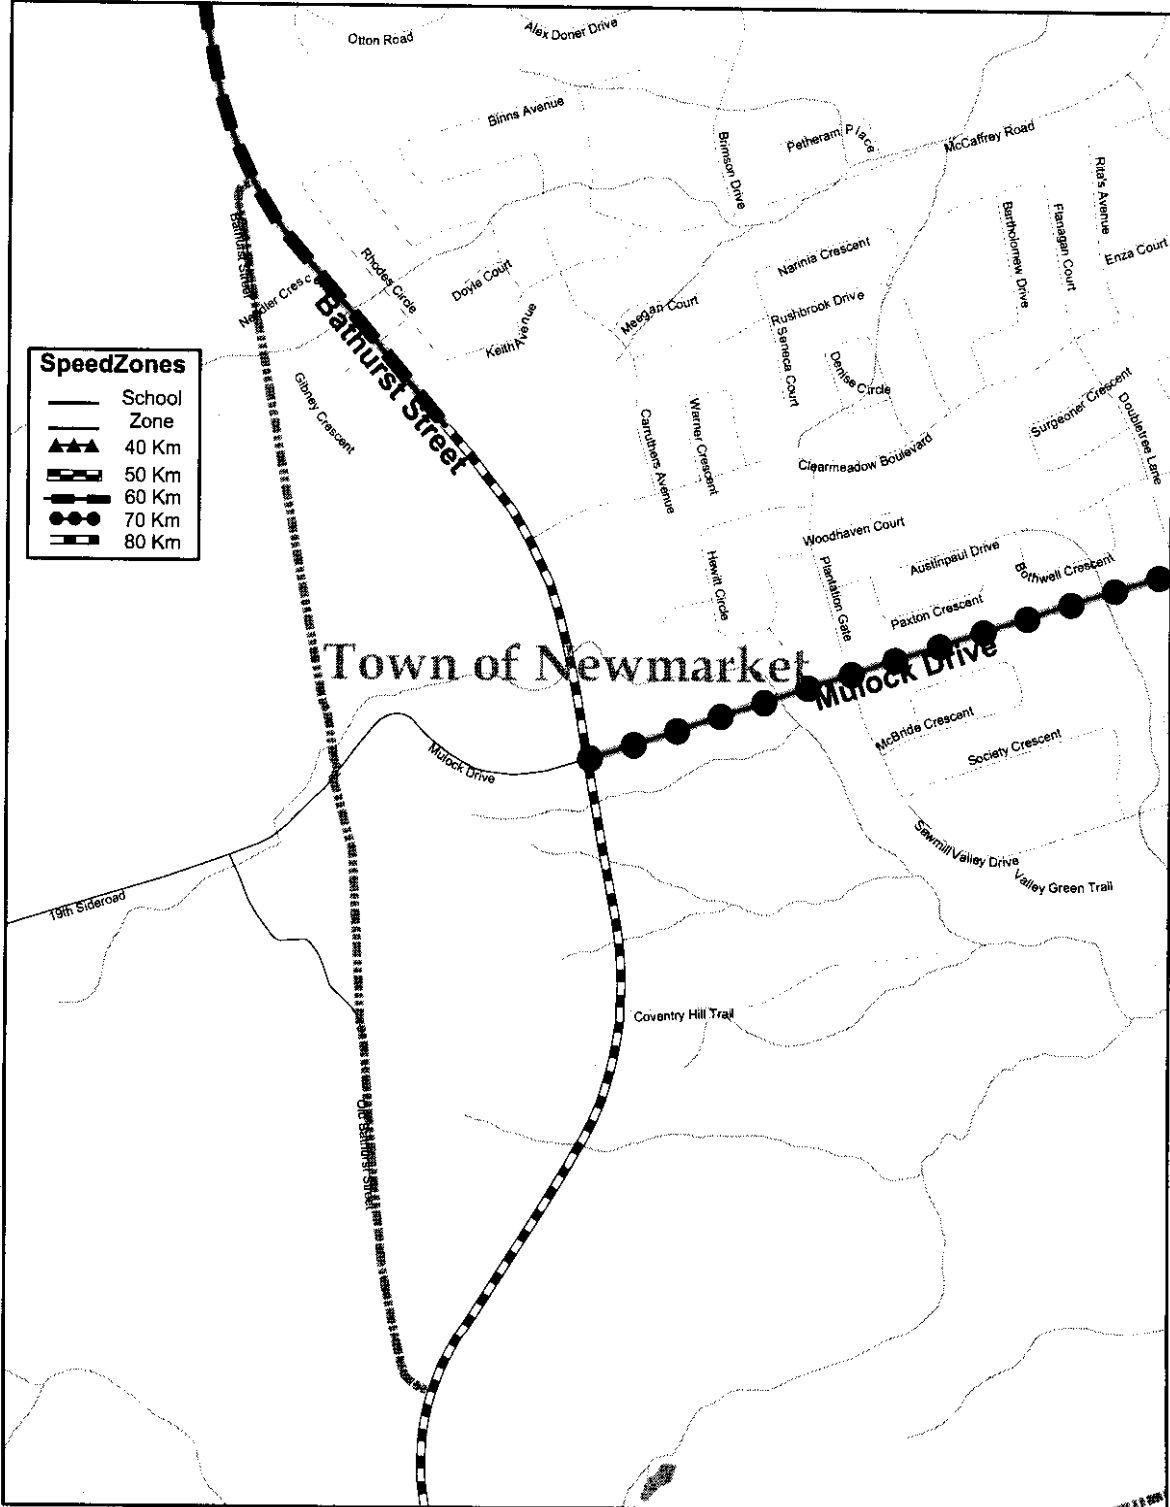 Otton Road
Alex Doner Drive
Binns Avenue
Brimson Drive
Petheram Place
McCaffrey Road
Rita's Avenue
Bartholomew Drive
Flanagan Court
Enza Court
Bathurst Street
Rhodes Circle
Doyle Court
Narinia Crescent
Keith Avenue
Meegan Court
Rushbrook Drive
Seneca Court
Denise Circle
Bathurst Street
Gibney Crescent
SpeedZones
School
Zone
40 Km
50 Km
60 Km
70 Km
80 Km
Carruthers Avenue
Warner Crescent
Clearmeadow Boulevard
Surgeoner Crescent
Doubletree Lane
Woodhaven Court
Hewitt Circle
Plantation Gate
Austinpaul Drive
Bothwell Crescent
Paxton Crescent
Town of Newmarket
Mulock Drive
McBride Crescent
Society Crescent
Mulock Drive
Sawmill Valley Drive
Valley Green Trail
19th Sideroad
Coventry Hill Trail
Old Bathurst Street